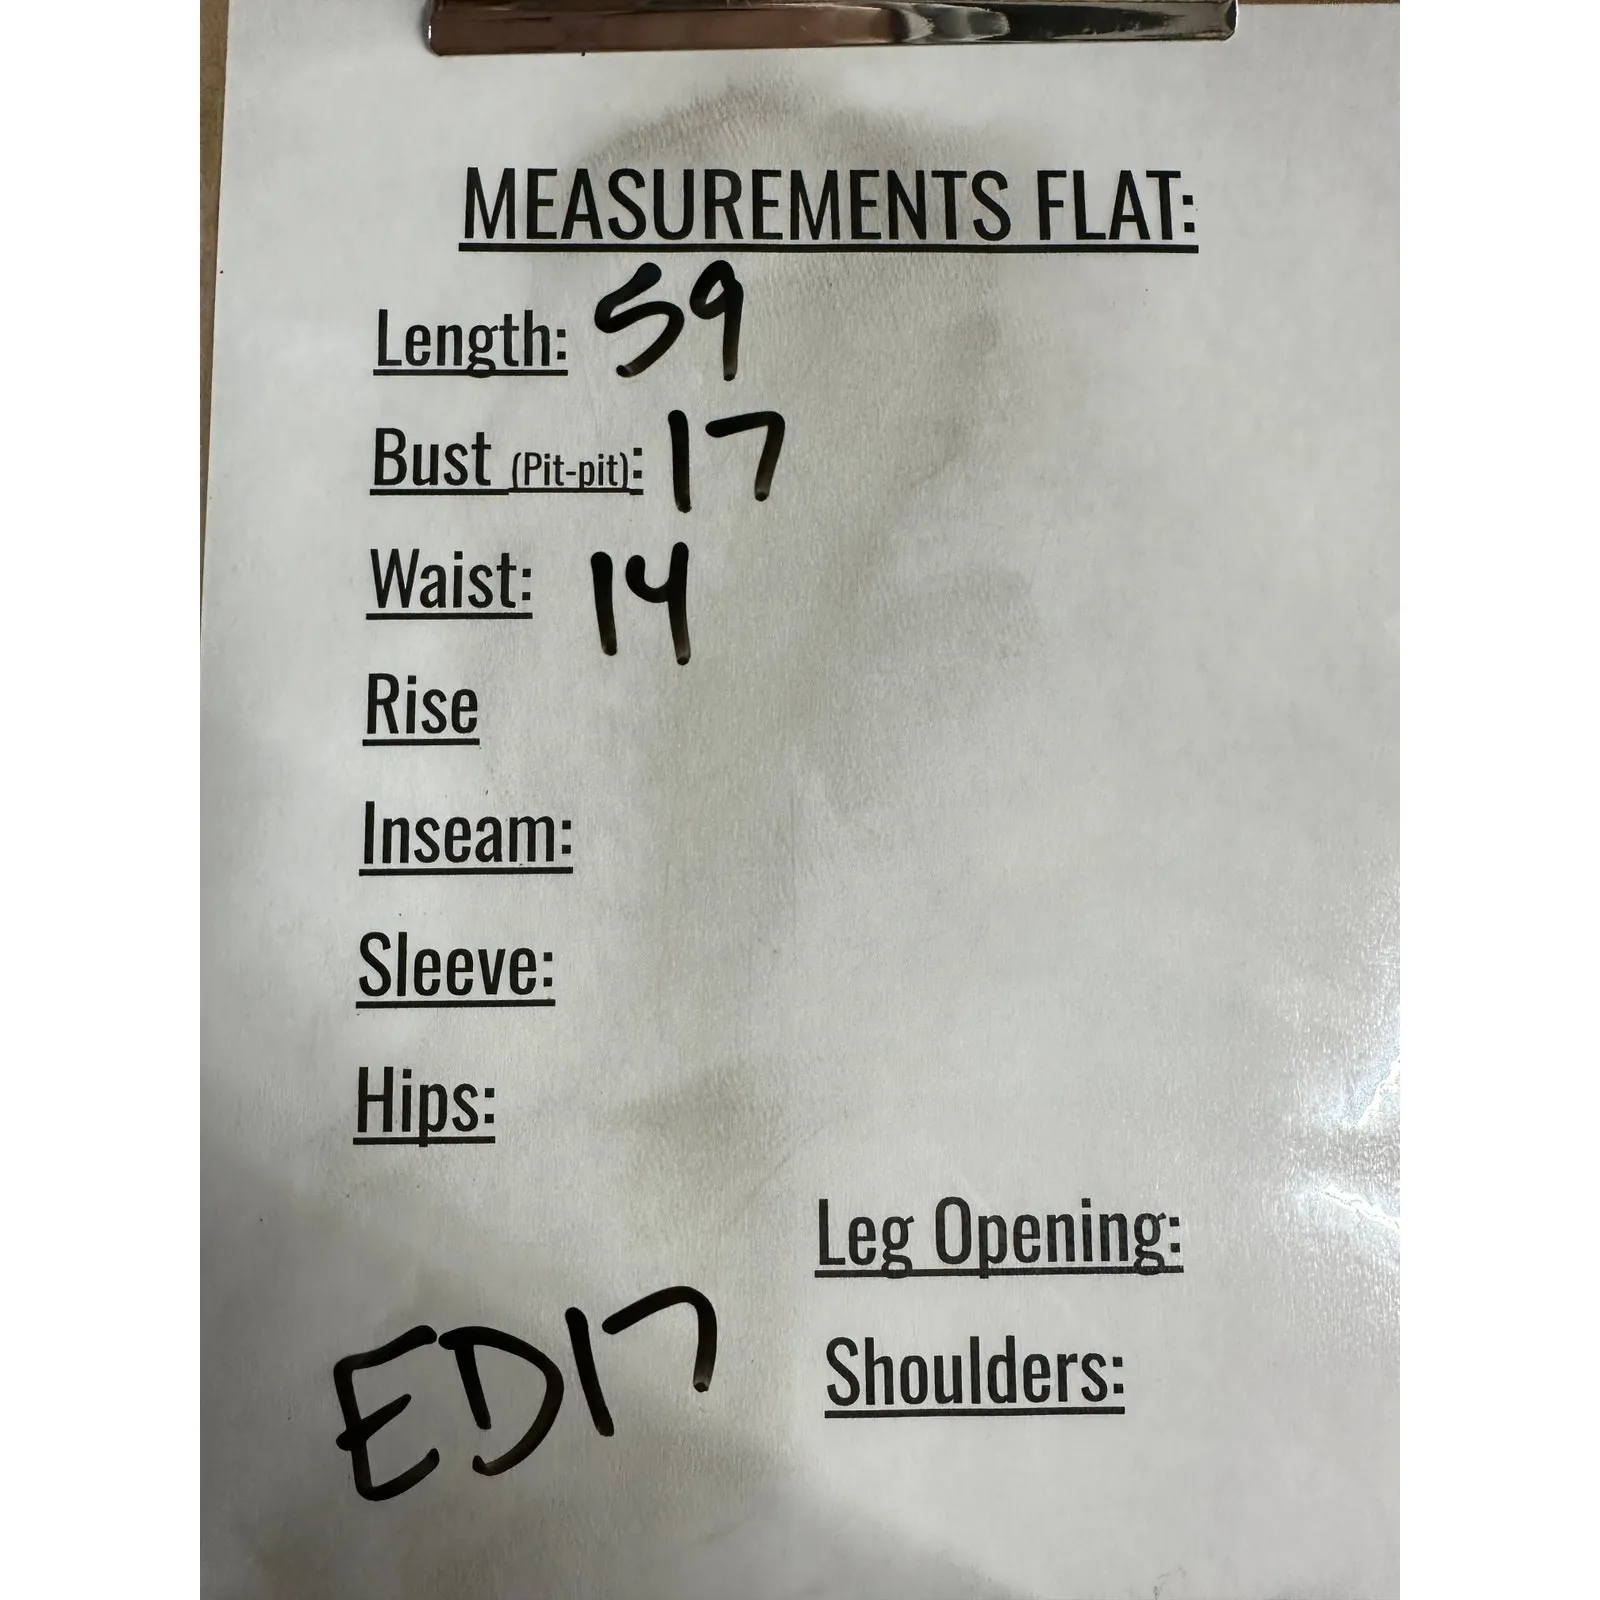 MEASUREMENTS FLAT:
Length: 59
Bust (Pit-pit): 17
Waist: 14
Rise
Inseam:
Sleeve:
Hips:
Leg Opening:
Shoulders:
ED17